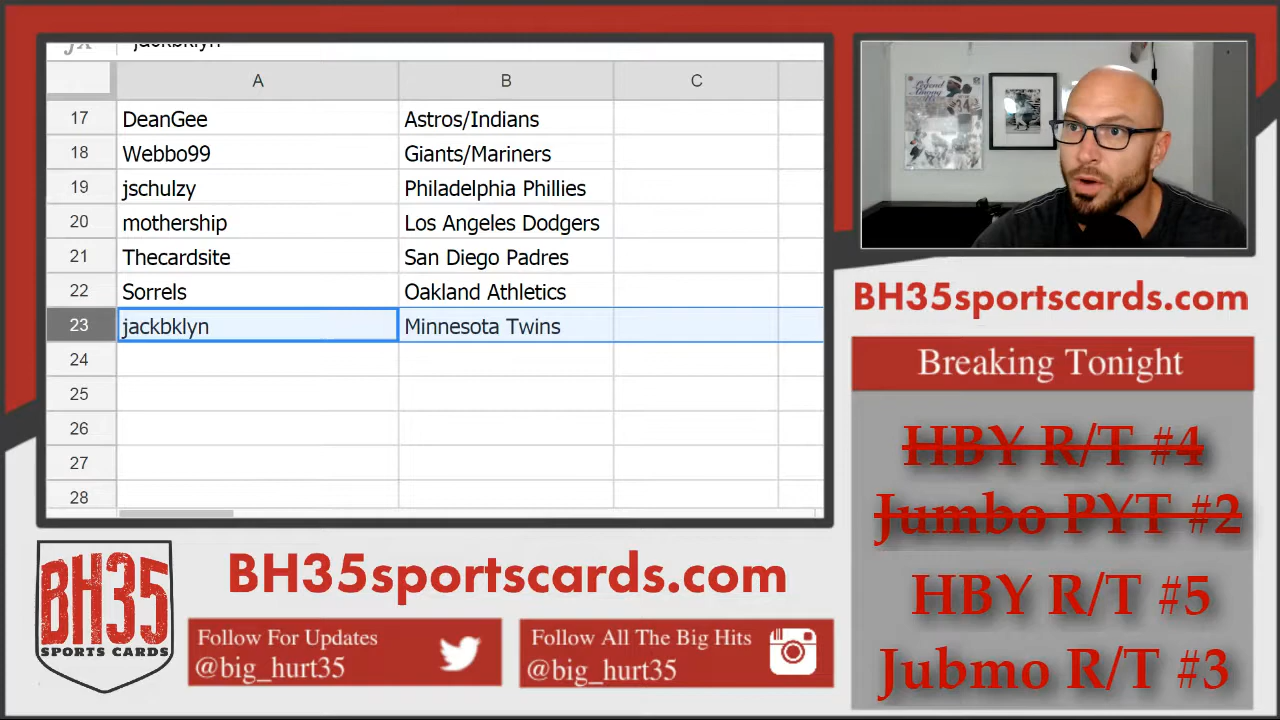 jackbklyn
A B C
17 DeanGee Astros/Indians
18 Webbo99 Giants/Mariners
19 jschulzy Philadelphia Phillies
20 mothership Los Angeles Dodgers
21 Thecardsite San Diego Padres
22 Sorrels Oakland Athletics
23 jackbklyn Minnesota Twins
24
25
26
27
28
34
BH35sportscards.com
Breaking Tonight
HBY R/T #4
Jumbo PYT #2
HBY R/T #5
Jubmo R/T #3
BH35
SPORTS CARDS
BH35sportscards.com
Follow For Updates
@big_hurt35
Follow All The Big Hits
@big_hurt35